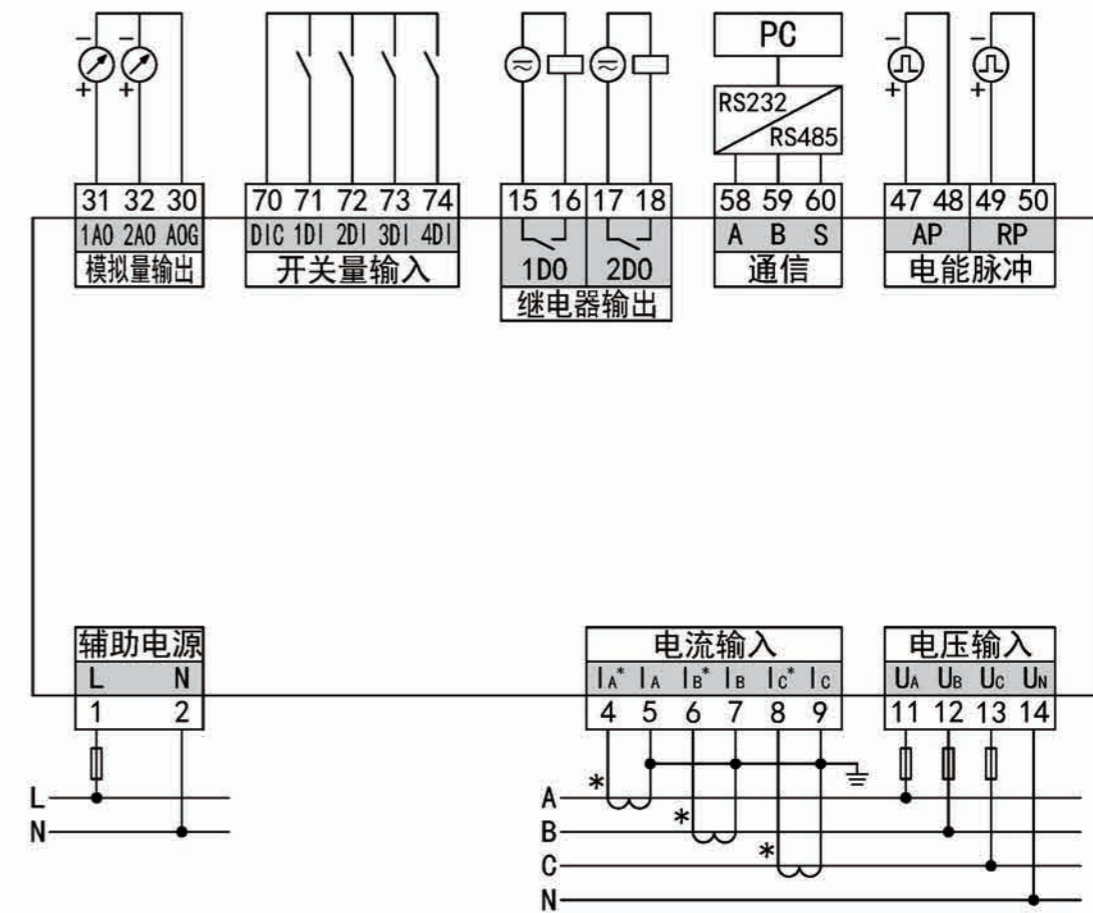 PC
RS232
RS485
31 32 30
70 71 72 73 74
15 16 17 18
58 59 60
47 48 49 50
1AO 2AO AOG
DIC 1DI 2DI 3DI 4DI
A B S
AP RP
模拟量输出
开关量输入
1DO 2DO
通信
电能脉冲
继电器输出
辅助电源
电流输入
电压输入
L N
IA* IA IB* IB IC* IC
UA UB UC UN
1 2
4 5 6 7 8 9
11 12 13 14
*
L
A
N
*
B
*
C
N